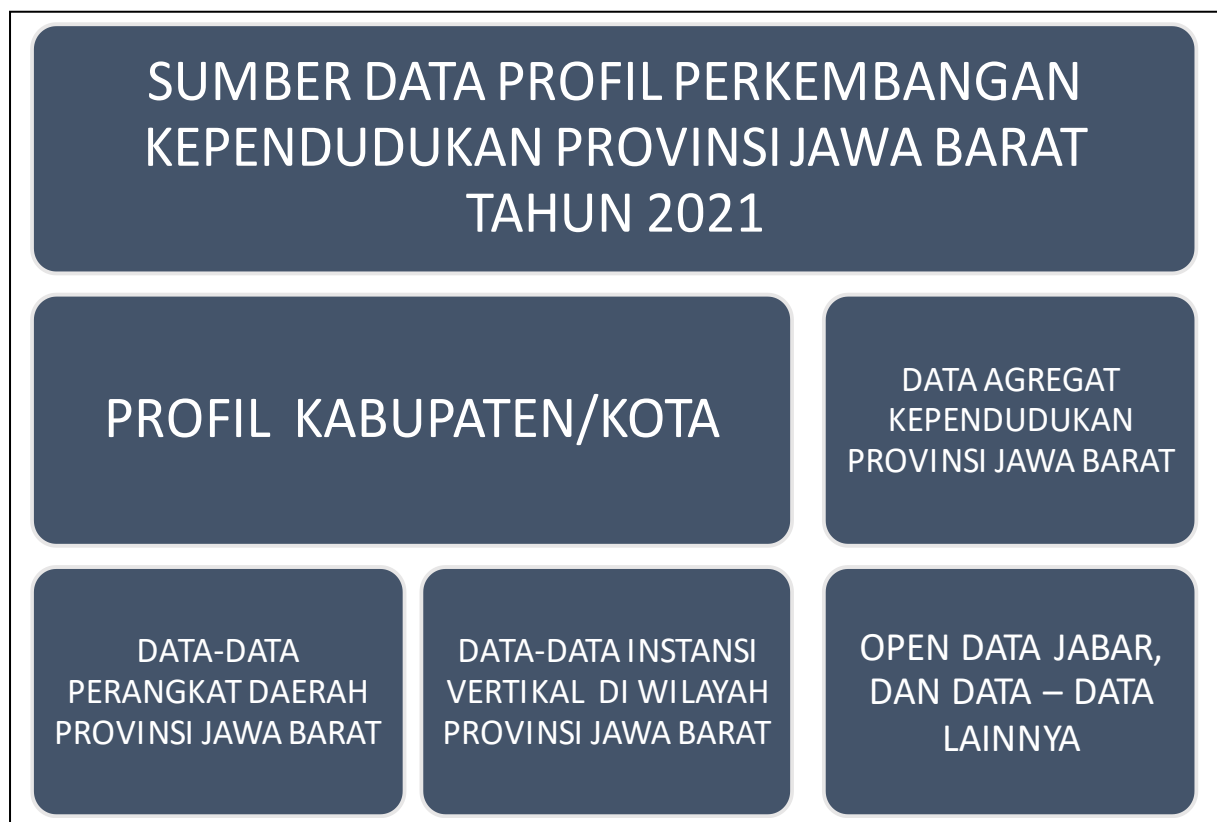 SUMBER DATA PROFIL PERKEMBANGAN
KEPENDUDUKAN PROVINSI JAWA BARAT
TAHUN 2021
PROFIL KABUPATEN/KOTA
DATA AGREGAT
KEPENDUDUKAN
PROVINSI JAWA BARAT
DATA-DATA
PERANGKAT DAERAH
PROVINSI JAWA BARAT
DATA-DATA INSTANSI
VERTIKAL DI WILAYAH
PROVINSI JAWA BARAT
OPEN DATA JABAR,
DAN DATA – DATA
LAINNYA